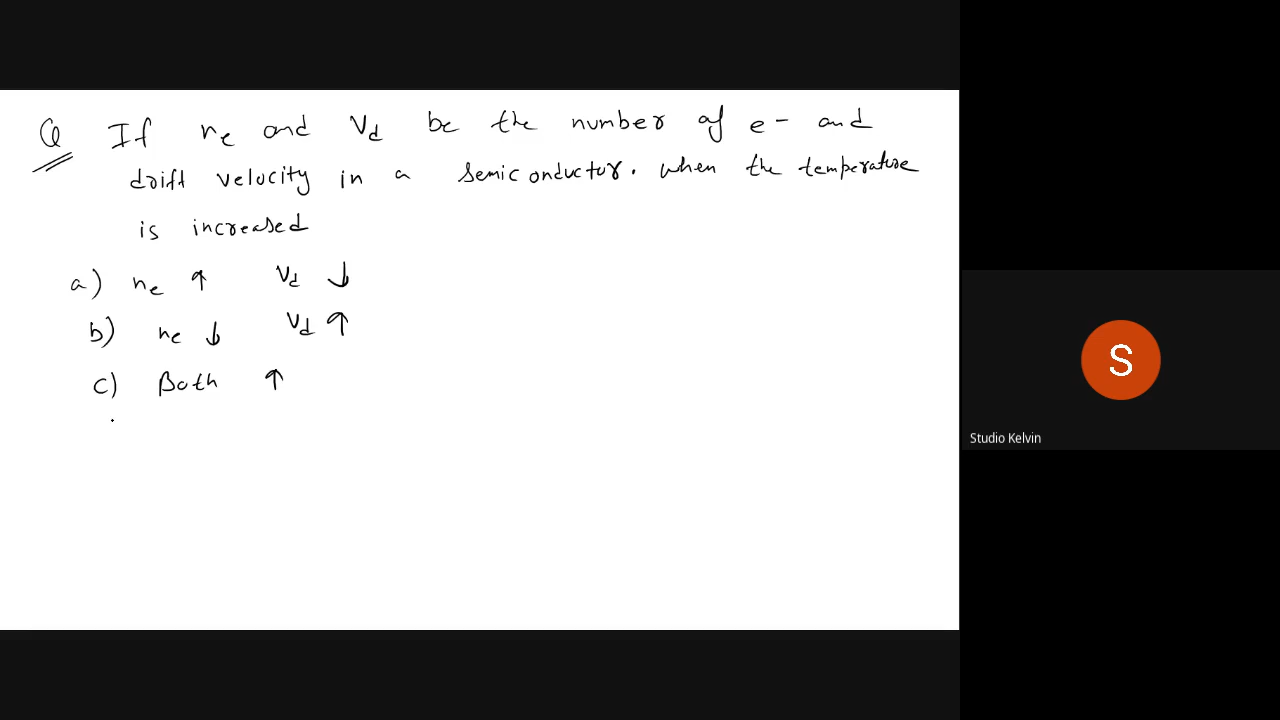 Q If ne and Vd be the number of e- and
drift velocity in a semiconductor. when the temperature
is increased
a) ne ↑ Vd ↓
b) ne ↓ Vd ↑
c) Both ↑
S
Studio Kelvin